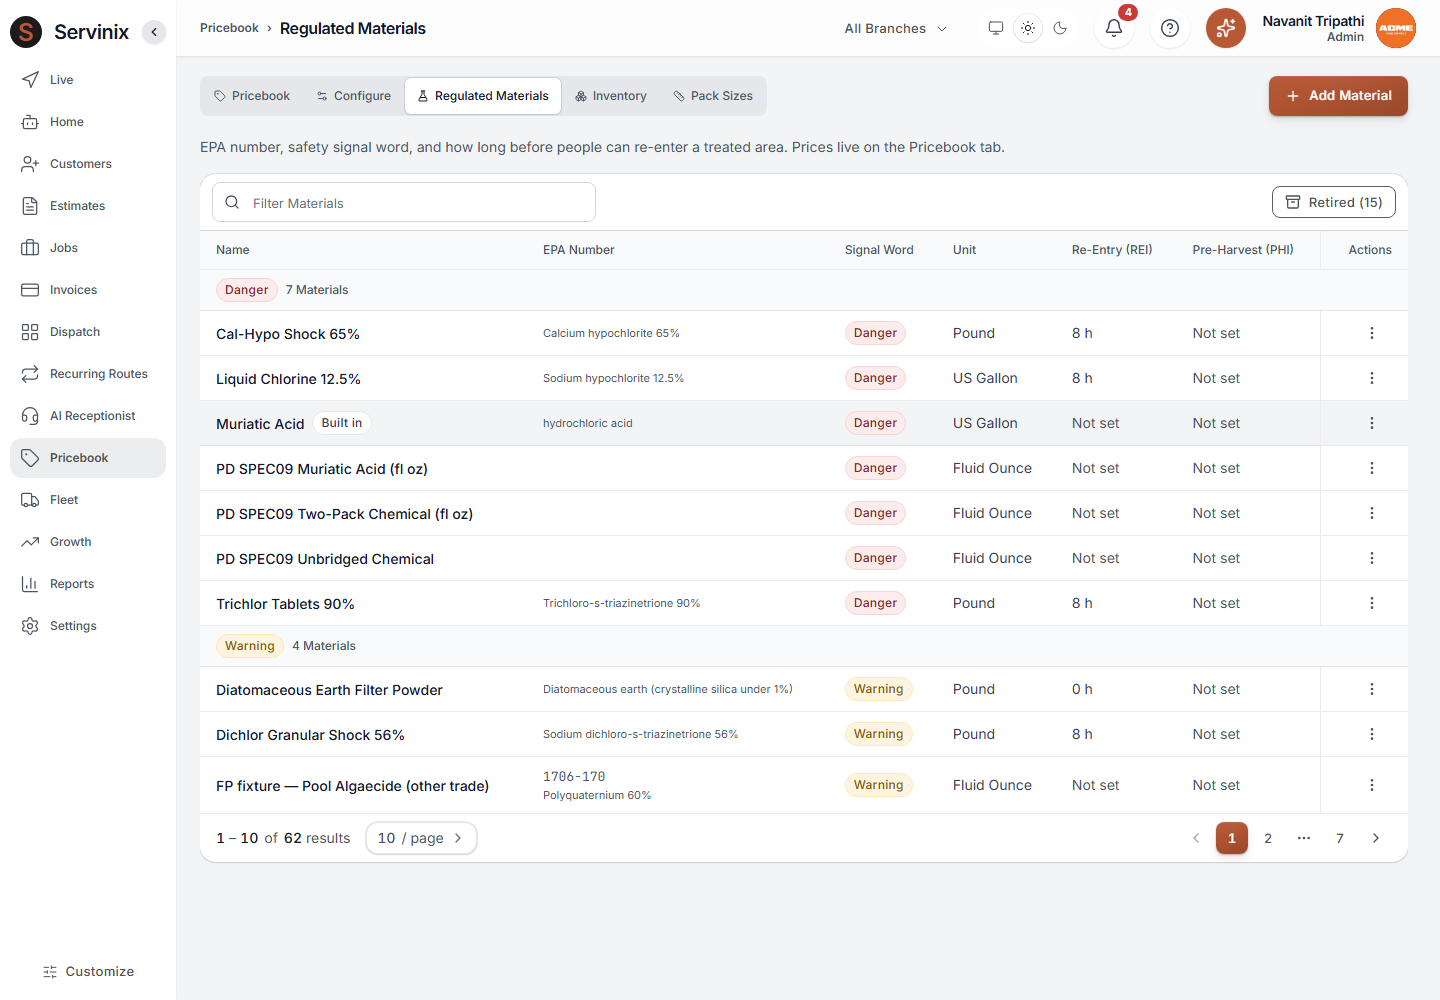 Servinix
Pricebook › Regulated Materials
All Branches
4
Navanit Tripathi
Admin
ACME
Live
Home
Customers
Estimates
Jobs
Invoices
Dispatch
Recurring Routes
AI Receptionist
Pricebook
Fleet
Growth
Reports
Settings
Customize
Pricebook Configure Regulated Materials Inventory Pack Sizes
Add Material
EPA number, safety signal word, and how long before people can re-enter a treated area. Prices live on the Pricebook tab.
Filter Materials
Retired (15)
Name EPA Number Signal Word Unit Re-Entry (REI) Pre-Harvest (PHI) Actions
Danger 7 Materials
Cal-Hypo Shock 65% Calcium hypochlorite 65% Danger Pound 8 h Not set
Liquid Chlorine 12.5% Sodium hypochlorite 12.5% Danger US Gallon 8 h Not set
Muriatic Acid Built in hydrochloric acid Danger US Gallon Not set Not set
PD SPEC09 Muriatic Acid (fl oz) Danger Fluid Ounce Not set Not set
PD SPEC09 Two-Pack Chemical (fl oz) Danger Fluid Ounce Not set Not set
PD SPEC09 Unbridged Chemical Danger Fluid Ounce Not set Not set
Trichlor Tablets 90% Trichloro-s-triazinetrione 90% Danger Pound 8 h Not set
Warning 4 Materials
Diatomaceous Earth Filter Powder Diatomaceous earth (crystalline silica under 1%) Warning Pound 0 h Not set
Dichlor Granular Shock 56% Sodium dichloro-s-triazinetrione 56% Warning Pound 8 h Not set
FP fixture — Pool Algaecide (other trade) 1706-170 Warning Fluid Ounce Not set Not set
Polyquaternium 60%
1 – 10 of 62 results 10 / page 1 2 ··· 7